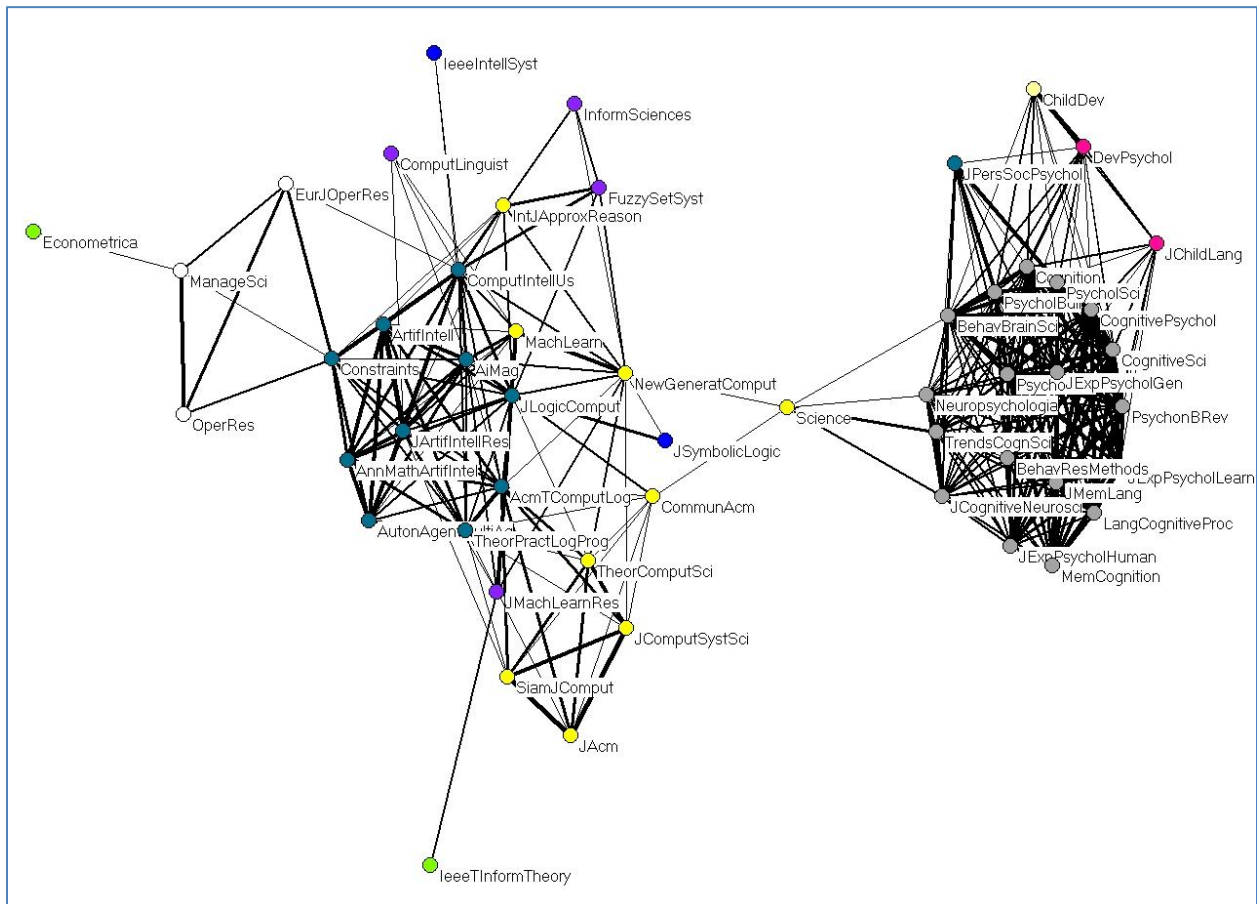 IeeeIntellSyst
ChildDev
InformSciences
ComputLinguist
DevPsychol
JPersSocPsychol
EurJOperRes
FuzzySetSyst
IntJApproxReason
Econometrica
JChildLang
ManageSci
ComputIntellUs
Cognition
PsycholSci
PsycholBull
BehavBrainSci
CognitivePsychol
ArtifIntell
MachLearn
Constraints
AiMag
CognitiveSci
NewGeneratComput
JExpPsycholGen
JLogicComput
Neuropsychologia
Science
PsychonBRev
OperRes
JArtifIntellRes
JSymbolicLogic
TrendsCognSci
AnnMathArtifIntell
BehavResMethods
JExpPsycholLearn
JMemLang
AcmTComputLog
CommunAcm
JCognitiveNeurosci
LangCognitiveProc
TheorPractLogProg
JExpPsycholHuman
TheorComputSci
MemCognition
JMachLearnRes
JComputSystSci
SiamJComput
JAcm
IeeeTInformTheory